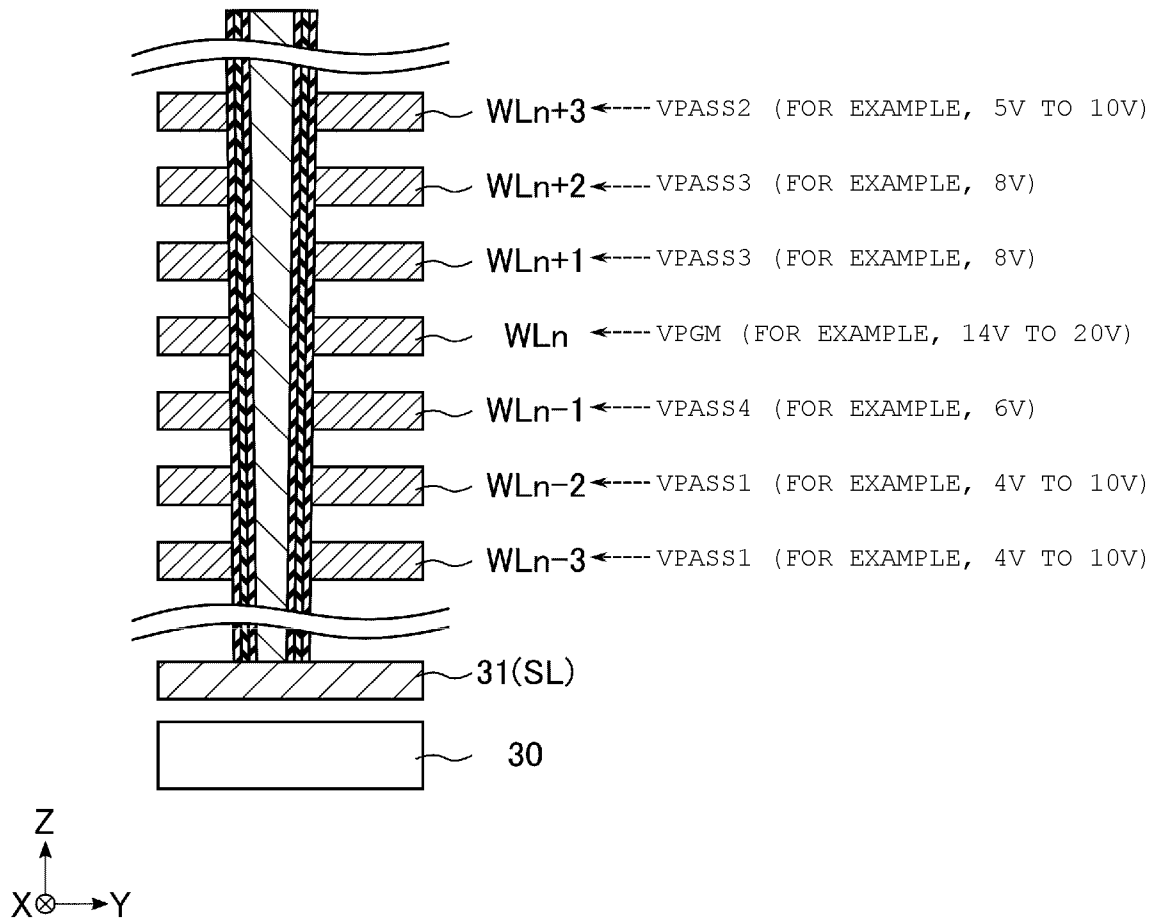 WLn+3 VPASS2 (FOR EXAMPLE, 5V TO 10V)
WLn+2 VPASS3 (FOR EXAMPLE, 8V)
WLn+1 VPASS3 (FOR EXAMPLE, 8V)
WLn VPGM (FOR EXAMPLE, 14V TO 20V)
WLn-1 VPASS4 (FOR EXAMPLE, 6V)
WLn-2 VPASS1 (FOR EXAMPLE, 4V TO 10V)
WLn-3 VPASS1 (FOR EXAMPLE, 4V TO 10V)
31(SL)
30
Z
X Y